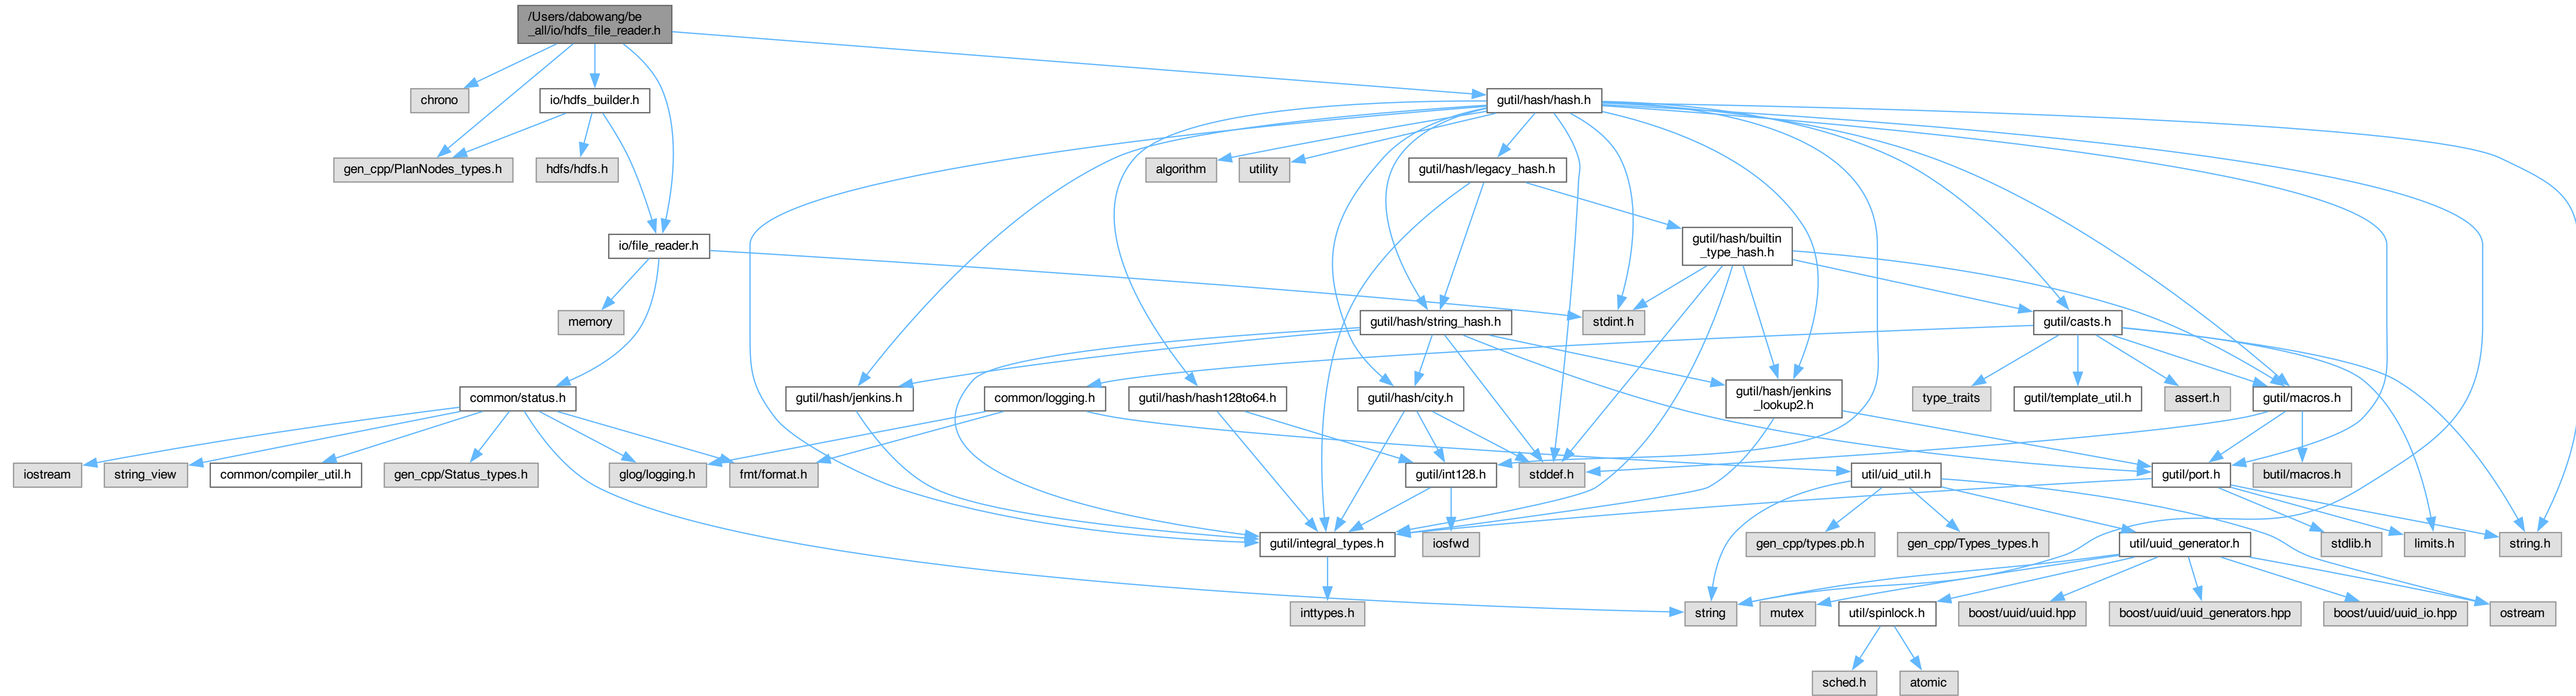 /Users/dabowang/be
_all/io/hdfs_file_reader.h
chrono
io/hdfs_builder.h
gutil/hash/hash.h
gen_cpp/PlanNodes_types.h
hdfs/hdfs.h
algorithm
utility
gutil/hash/legacy_hash.h
io/file_reader.h
gutil/hash/builtin
_type_hash.h
memory
gutil/hash/string_hash.h
stdint.h
gutil/casts.h
common/status.h
gutil/hash/jenkins.h
common/logging.h
gutil/hash/hash128to64.h
gutil/hash/city.h
gutil/hash/jenkins
_lookup2.h
type_traits
gutil/template_util.h
assert.h
gutil/macros.h
iostream
string_view
common/compiler_util.h
gen_cpp/Status_types.h
glog/logging.h
fmt/format.h
gutil/int128.h
stddef.h
util/uid_util.h
gutil/port.h
butil/macros.h
gutil/integral_types.h
iosfwd
gen_cpp/types.pb.h
gen_cpp/Types_types.h
util/uuid_generator.h
stdlib.h
limits.h
string.h
inttypes.h
string
mutex
util/spinlock.h
boost/uuid/uuid.hpp
boost/uuid/uuid_generators.hpp
boost/uuid/uuid_io.hpp
ostream
sched.h
atomic